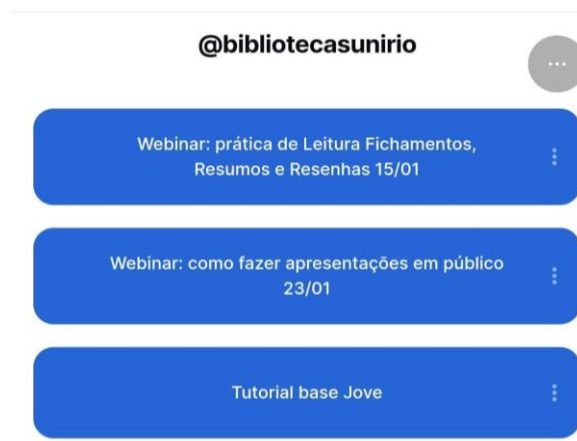 @bibliotecasunirio
Webinar: prática de Leitura Fichamentos,
Resumos e Resenhas 15/01
Webinar: como fazer apresentações em público
23/01
Tutorial base Jove